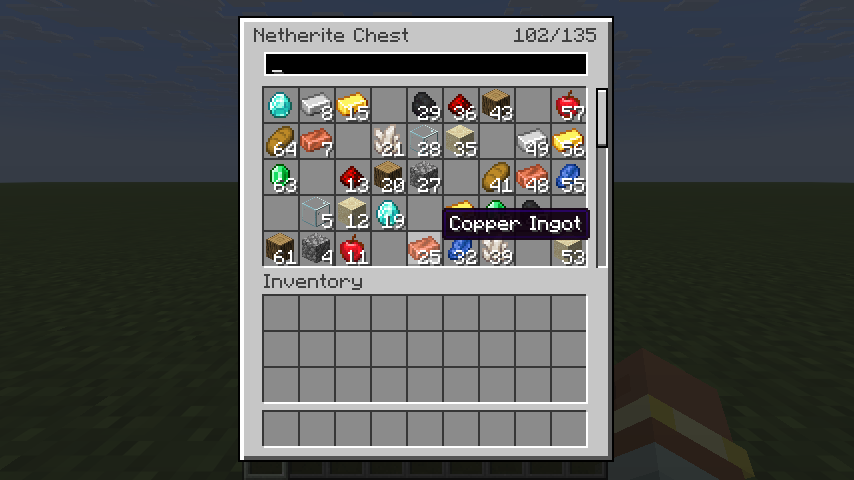 Netherite Chest 102/135
_
8 15 29 36 43 57
64 7 21 28 35 49 56
63 13 20 27 41 48 55
5 12 19
Copper Ingot
61 4 11 25 32 39 53
Inventory